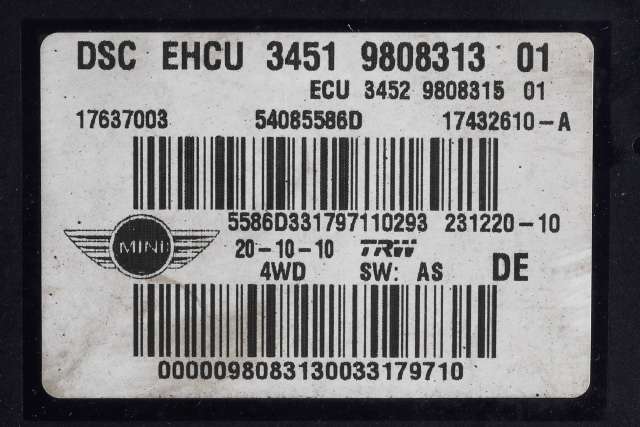 DSC EHCU 3451 9808313 01
ECU 3452 9808315 01
17637003 54085586D 17432610-A
5586D331797110293 231220-10
MINI 20-10-10 TRW
4WD SW: AS DE
00000980831300331797​10